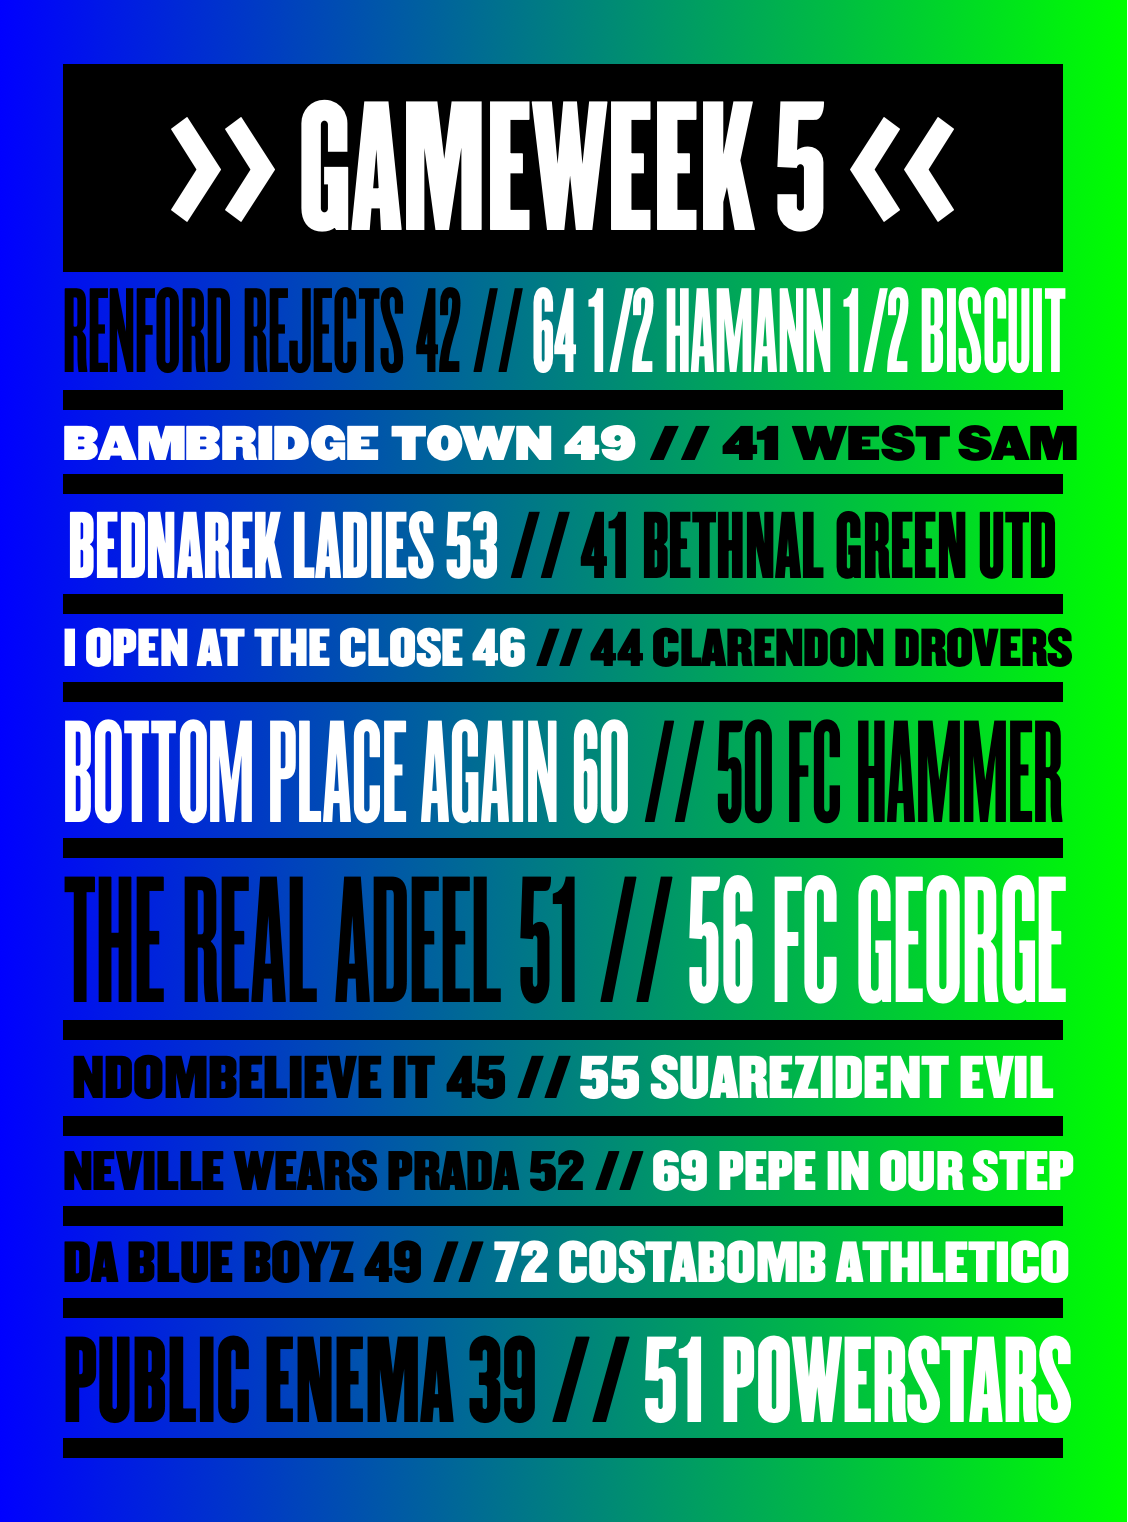 >> GAMEWEEK 5 <<
RENFORD REJECTS 42 // 64 1/2 HAMANN 1/2 BISCUIT
BAMBRIDGE TOWN 49 // 41 WEST SAM
BEDNAREK LADIES 53 // 41 BETHNAL GREEN UTD
I OPEN AT THE CLOSE 46 // 44 CLARENDON DROVERS
BOTTOM PLACE AGAIN 60 // 50 FC HAMMER
THE REAL ADEEL 51 // 56 FC GEORGE
NDOMBELIEVE IT 45 // 55 SUAREZIDENT EVIL
NEVILLE WEARS PRADA 52 // 69 PEPE IN OUR STEP
DA BLUE BOYZ 49 // 72 COSTABOMB ATHLETICO
PUBLIC ENEMA 39 // 51 POWERSTARS